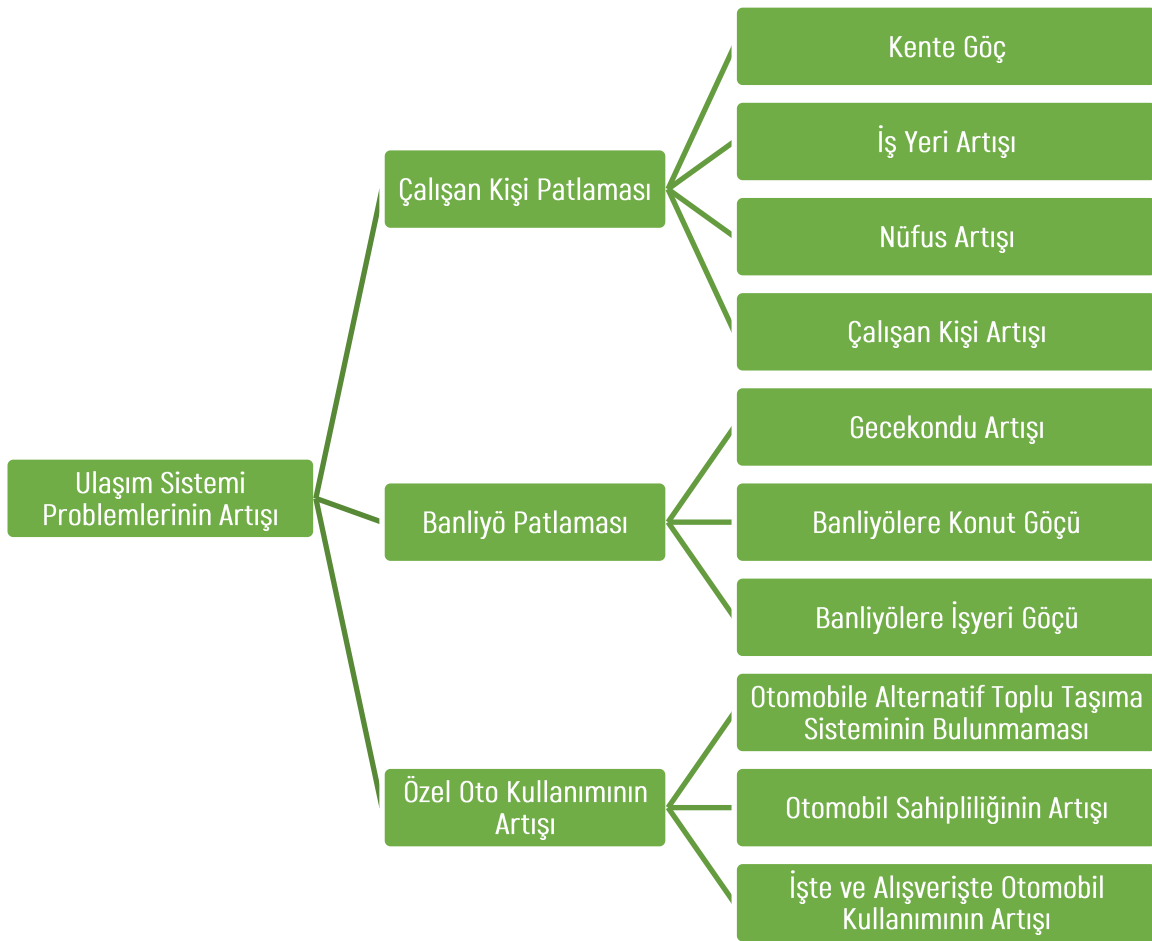 Ulaşım Sistemi
Problemlerinin Artışı
Çalışan Kişi Patlaması
Kente Göç
İş Yeri Artışı
Nüfus Artışı
Çalışan Kişi Artışı
Banliyö Patlaması
Gecekondu Artışı
Banliyölere Konut Göçü
Banliyölere İşyeri Göçü
Özel Oto Kullanımının
Artışı
Otomobile Alternatif Toplu Taşıma
Sisteminin Bulunmaması
Otomobil Sahipliliğinin Artışı
İşte ve Alışverişte Otomobil
Kullanımının Artışı